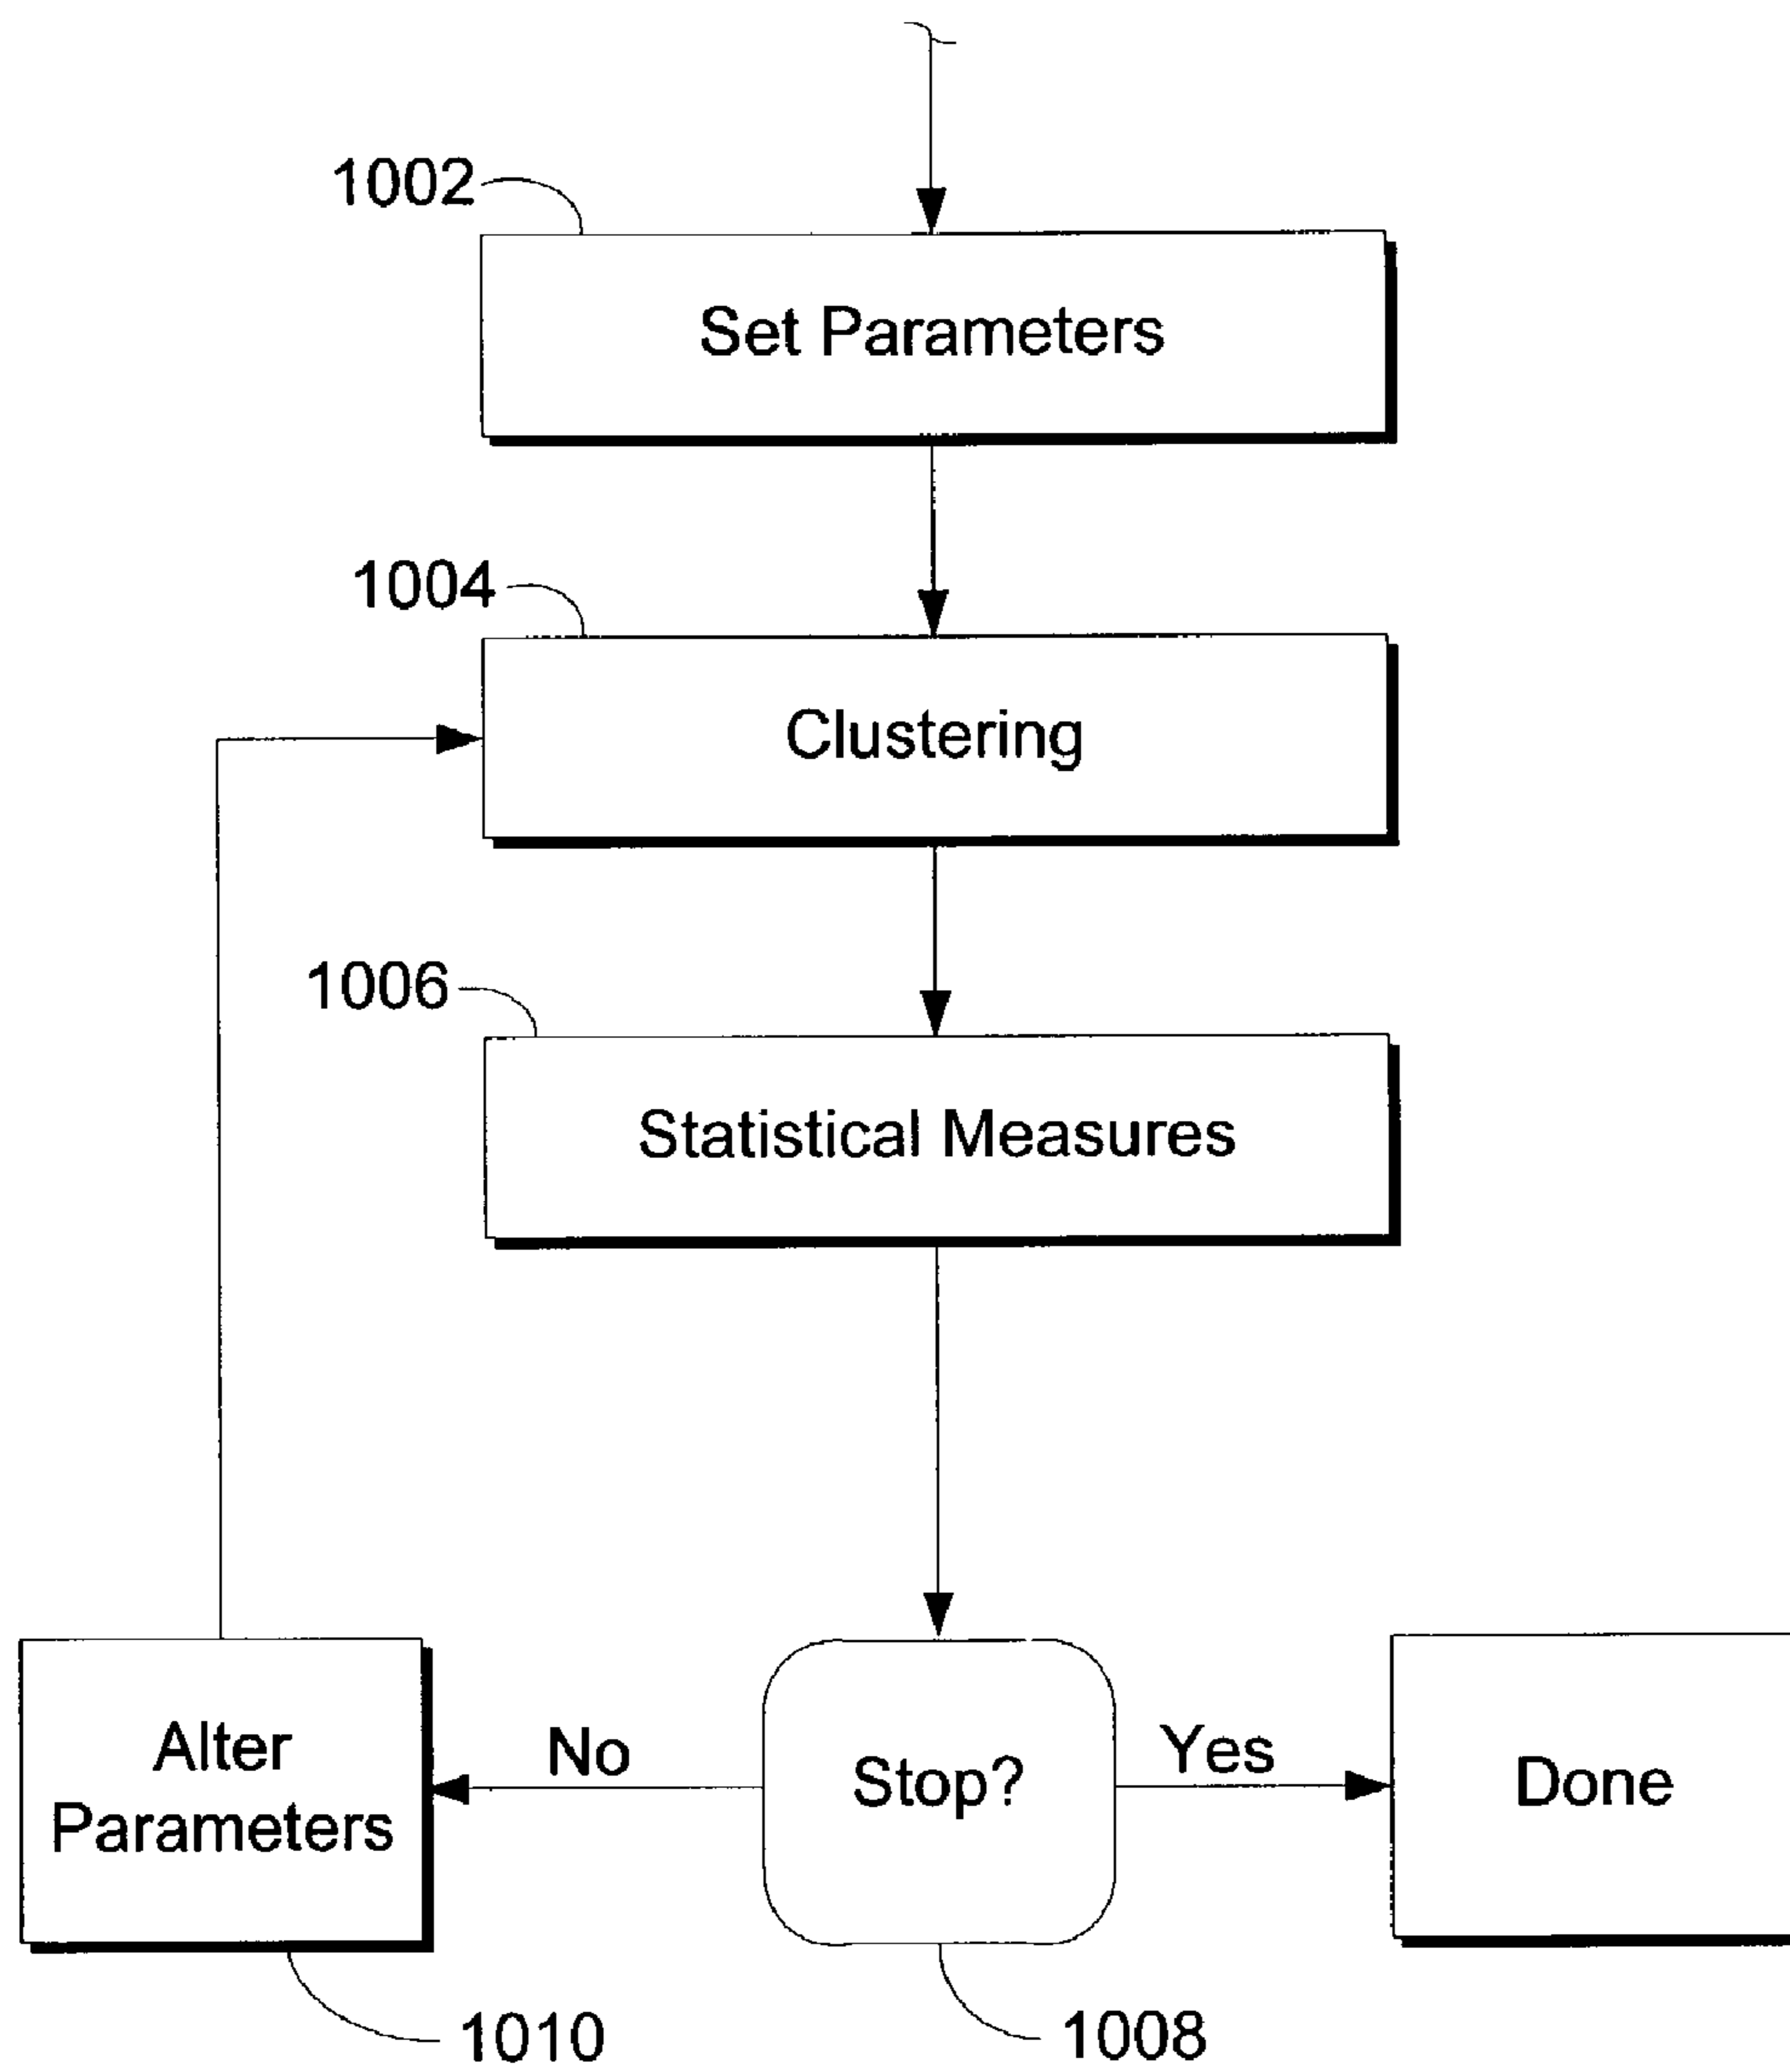 1002
Set Parameters
1004
Clustering
1006
Statistical Measures
Alter
Parameters
No
Stop?
Yes
Done
1010
1008